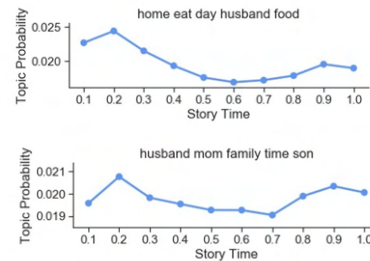 home eat day husband food
Topic Probability
0.025
0.020
0.1 0.2 0.3 0.4 0.5 0.6 0.7 0.8 0.9 1.0
Story Time
husband mom family time son
Topic Probability
0.021
0.020
0.019
0.1 0.2 0.3 0.4 0.5 0.6 0.7 0.8 0.9 1.0
Story Time